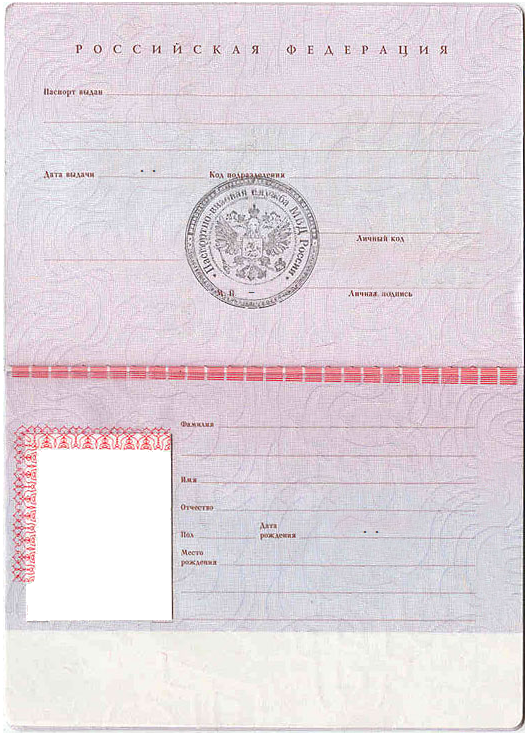 РОССИЙСКАЯ ФЕДЕРАЦИЯ
Паспорт выдан
Дата выдачи
Код подразделения
Паспортно-визовая служба МВД России
Личный код
М. П.
Личная подпись
Фамилия
Имя
Отчество
Пол
Дата
рождения
Место
рождения